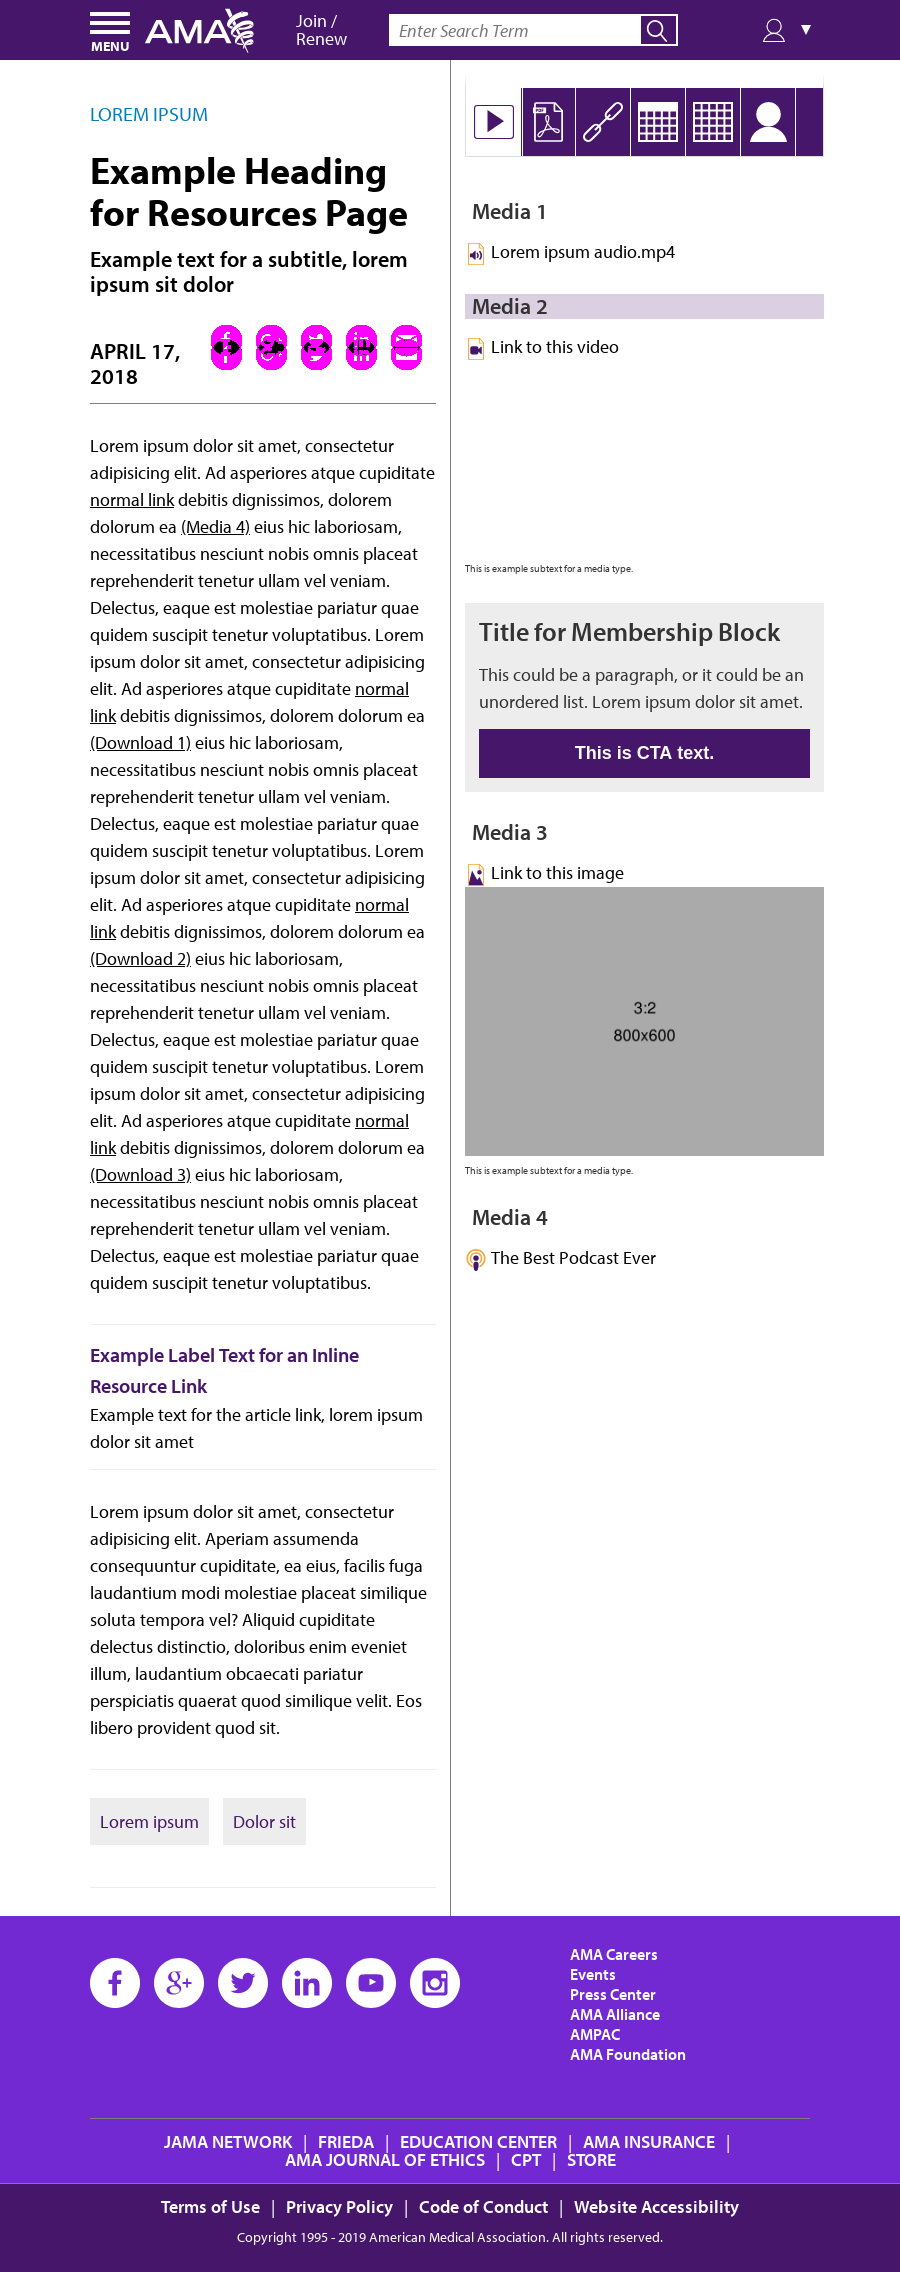 MENU
AMA
Join /
Renew
Enter Search Term
LOREM IPSUM
Example Heading
for Resources Page
Example text for a subtitle, lorem
ipsum sit dolor
APRIL 17,
2018
Lorem ipsum dolor sit amet, consectetur
adipisicing elit. Ad asperiores atque cupiditate
normal link debitis dignissimos, dolorem
dolorum ea (Media 4) eius hic laboriosam,
necessitatibus nesciunt nobis omnis placeat
reprehenderit tenetur ullam vel veniam.
Delectus, eaque est molestiae pariatur quae
quidem suscipit tenetur voluptatibus. Lorem
ipsum dolor sit amet, consectetur adipisicing
elit. Ad asperiores atque cupiditate normal
link debitis dignissimos, dolorem dolorum ea
(Download 1) eius hic laboriosam,
necessitatibus nesciunt nobis omnis placeat
reprehenderit tenetur ullam vel veniam.
Delectus, eaque est molestiae pariatur quae
quidem suscipit tenetur voluptatibus. Lorem
ipsum dolor sit amet, consectetur adipisicing
elit. Ad asperiores atque cupiditate normal
link debitis dignissimos, dolorem dolorum ea
(Download 2) eius hic laboriosam,
necessitatibus nesciunt nobis omnis placeat
reprehenderit tenetur ullam vel veniam.
Delectus, eaque est molestiae pariatur quae
quidem suscipit tenetur voluptatibus. Lorem
ipsum dolor sit amet, consectetur adipisicing
elit. Ad asperiores atque cupiditate normal
link debitis dignissimos, dolorem dolorum ea
(Download 3) eius hic laboriosam,
necessitatibus nesciunt nobis omnis placeat
reprehenderit tenetur ullam vel veniam.
Delectus, eaque est molestiae pariatur quae
quidem suscipit tenetur voluptatibus.
Example Label Text for an Inline
Resource Link
Example text for the article link, lorem ipsum
dolor sit amet
Lorem ipsum dolor sit amet, consectetur
adipisicing elit. Aperiam assumenda
consequuntur cupiditate, ea eius, facilis fuga
laudantium modi molestiae placeat similique
soluta tempora vel? Aliquid cupiditate
delectus distinctio, doloribus enim eveniet
illum, laudantium obcaecati pariatur
perspiciatis quaerat quod similique velit. Eos
libero provident quod sit.
Lorem ipsum
Dolor sit
PDF
Media 1
Lorem ipsum audio.mp4
Media 2
Link to this video
This is example subtext for a media type.
Title for Membership Block
This could be a paragraph, or it could be an
unordered list. Lorem ipsum dolor sit amet.
This is CTA text.
Media 3
Link to this image
3:2
800x600
This is example subtext for a media type.
Media 4
The Best Podcast Ever
AMA Careers
Events
Press Center
AMA Alliance
AMPAC
AMA Foundation
JAMA NETWORK | FRIEDA | EDUCATION CENTER | AMA INSURANCE |
AMA JOURNAL OF ETHICS | CPT | STORE
Terms of Use | Privacy Policy | Code of Conduct | Website Accessibility
Copyright 1995 - 2019 American Medical Association. All rights reserved.